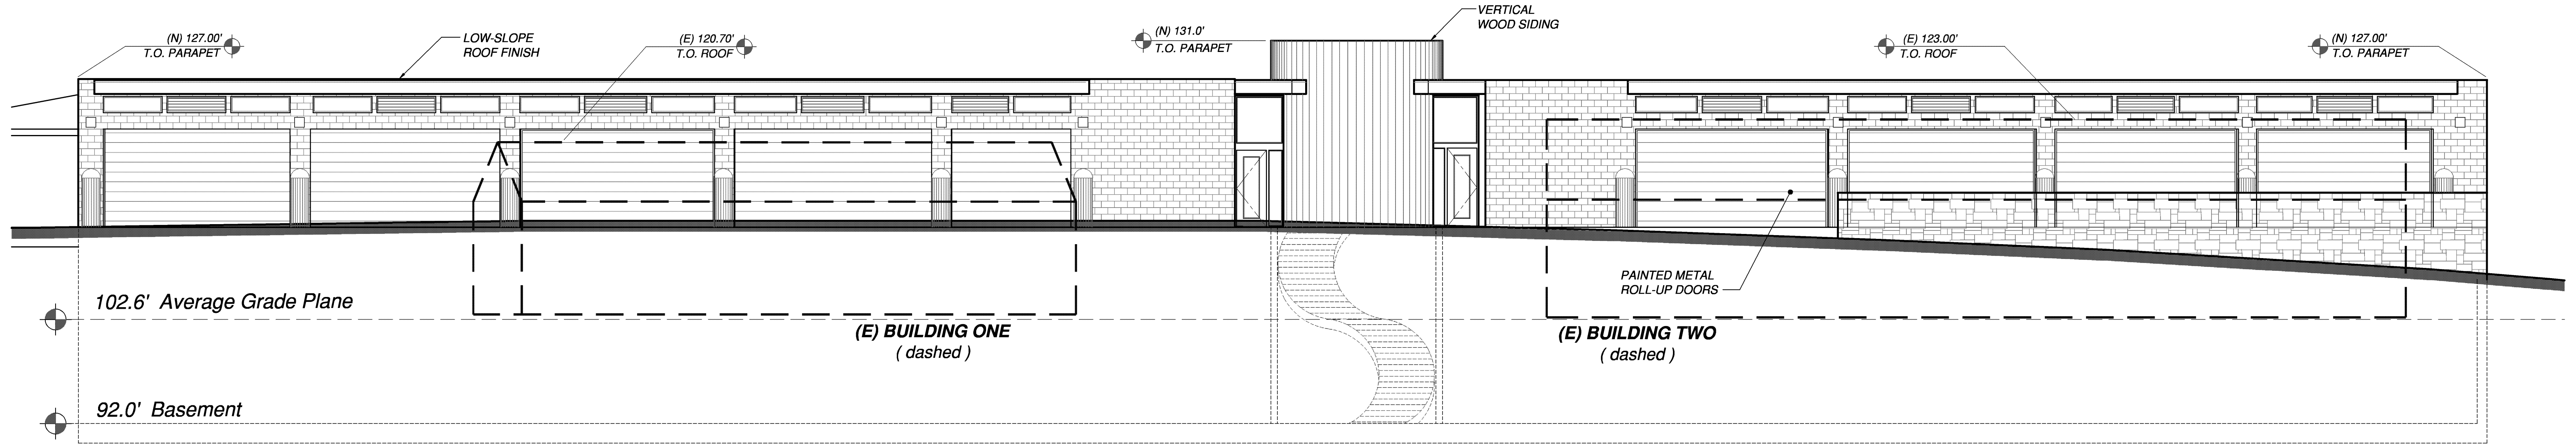 (N) 127.00'
T.O. PARAPET
LOW-SLOPE
ROOF FINISH
(E) 120.70'
T.O. ROOF
(N) 131.0'
T.O. PARAPET
VERTICAL
WOOD SIDING
(E) 123.00'
T.O. ROOF
(N) 127.00'
T.O. PARAPET
PAINTED METAL
ROLL-UP DOORS
102.6' Average Grade Plane
(E) BUILDING ONE
( dashed )
(E) BUILDING TWO
( dashed )
92.0' Basement